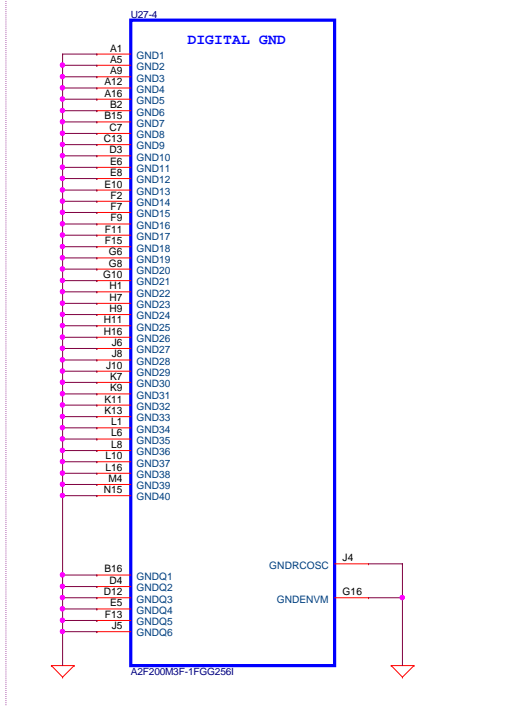 U27-4
DIGITAL GND
A1 GND1
A5 GND2
A9 GND3
A12 GND4
A16 GND5
B2 GND6
B15 GND7
C7 GND8
C13 GND9
D3 GND10
E6 GND11
E8 GND12
E10 GND13
F2 GND14
F7 GND15
F9 GND16
F11 GND17
F15 GND18
G6 GND19
G8 GND20
G10 GND21
H1 GND22
H7 GND23
H9 GND24
H11 GND25
H16 GND26
J6 GND27
J8 GND28
J10 GND29
K7 GND30
K9 GND31
K11 GND32
K13 GND33
L1 GND34
L6 GND35
L8 GND36
L10 GND37
L16 GND38
M4 GND39
N15 GND40
GNDRCOSC J4
B16 GNDQ1
D4 GNDQ2
D12 GNDQ3
GNDENVM G16
E5 GNDQ4
F13 GNDQ5
J5 GNDQ6
A2F200M3F-1FGG256I